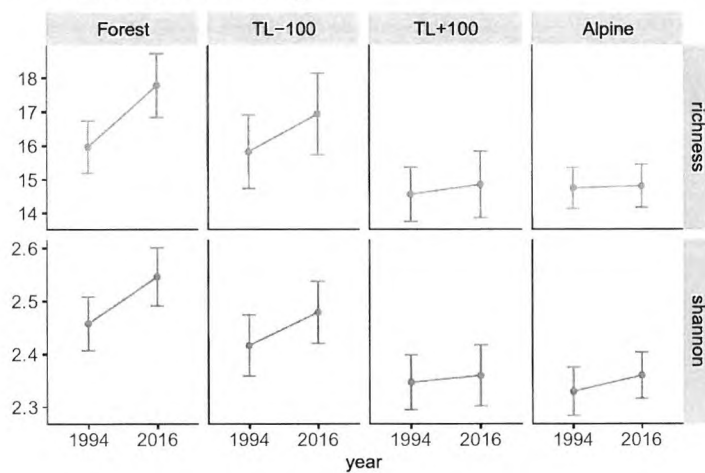 Forest TL−100 TL+100 Alpine
18
17
16
15
14
richness
2.6
2.5
2.4
2.3
shannon
1994 2016 1994 2016 1994 2016 1994 2016
year